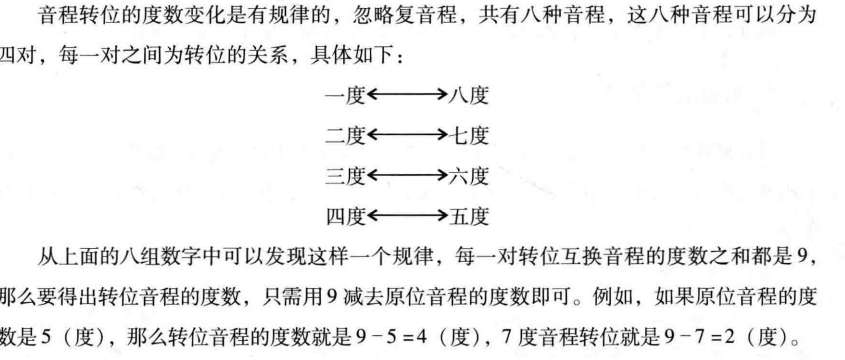 音程转位的度数变化是有规律的，忽略复音程，共有八种音程，这八种音程可以分为
四对，每一对之间为转位的关系，具体如下：
一度←→八度
二度←→七度
三度←→六度
四度←→五度
从上面的八组数字中可以发现这样一个规律，每一对转位互换音程的度数之和都是9，
那么要得出转位音程的度数，只需用9减去原位音程的度数即可。例如，如果原位音程的度
数是5（度），那么转位音程的度数就是9-5=4（度），7度音程转位就是9-7=2（度）。